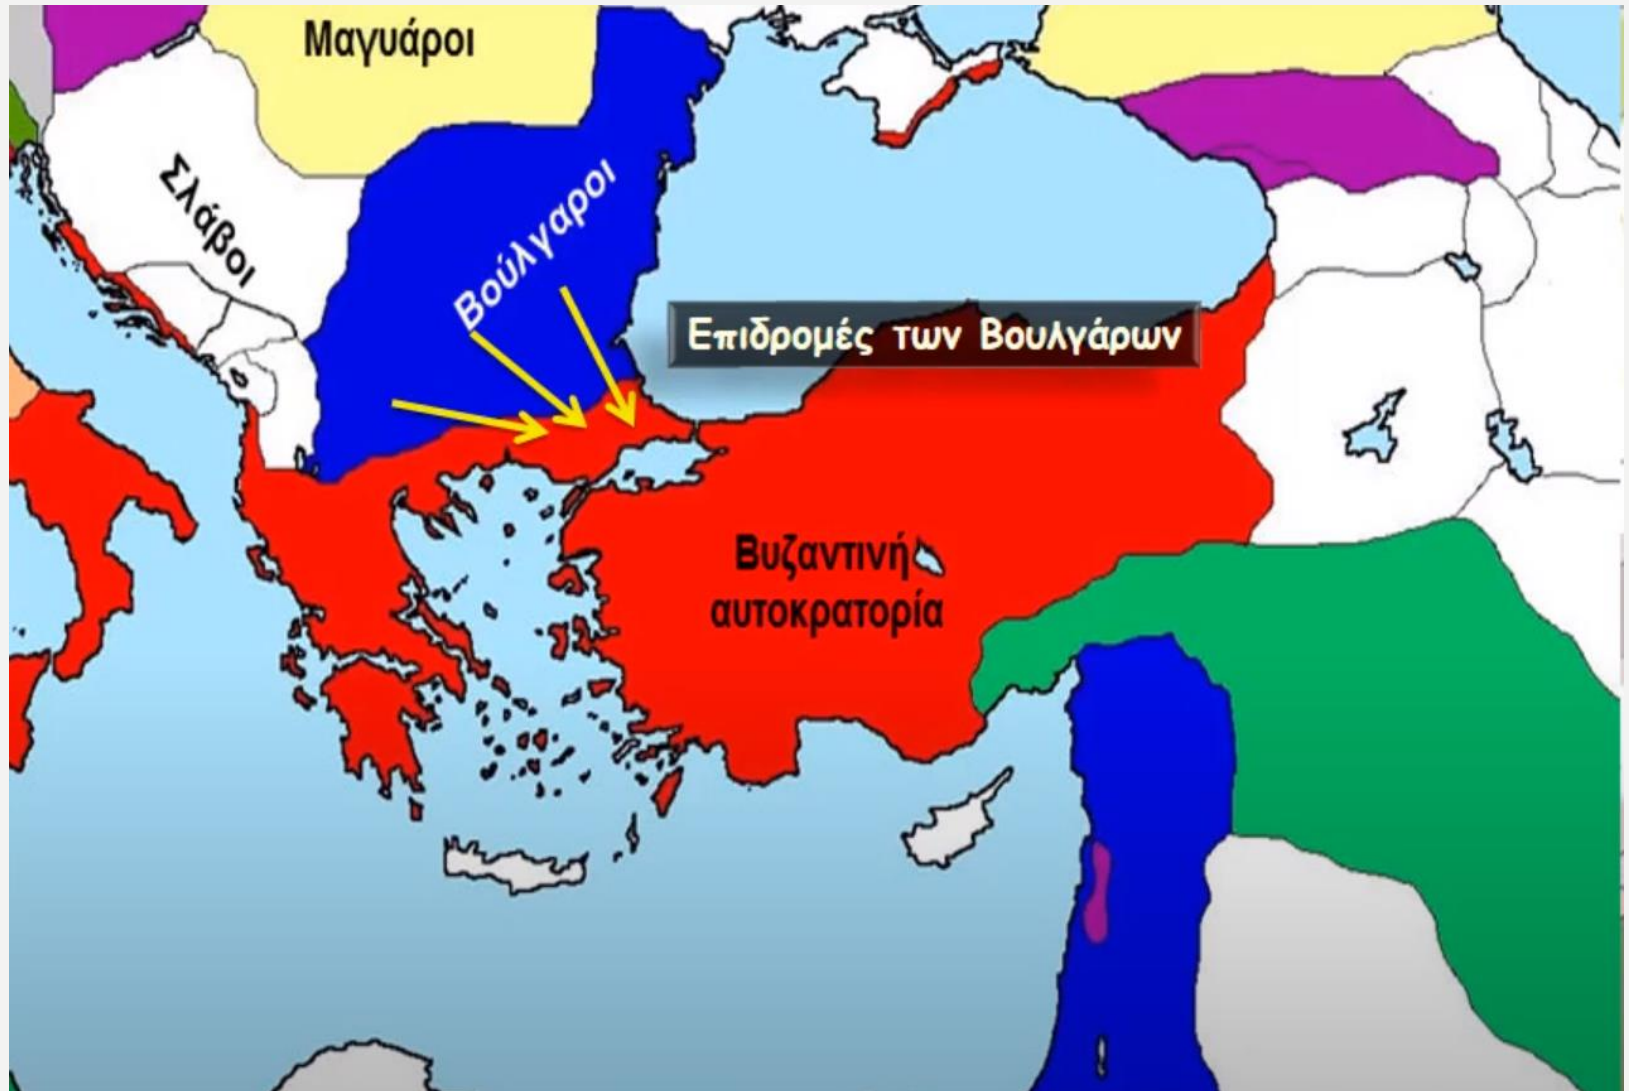 Μαγυάροι
Σλάβοι
Βούλγαροι
Επιδρομές των Βουλγάρων
Βυζαντινή
αυτοκρατορία